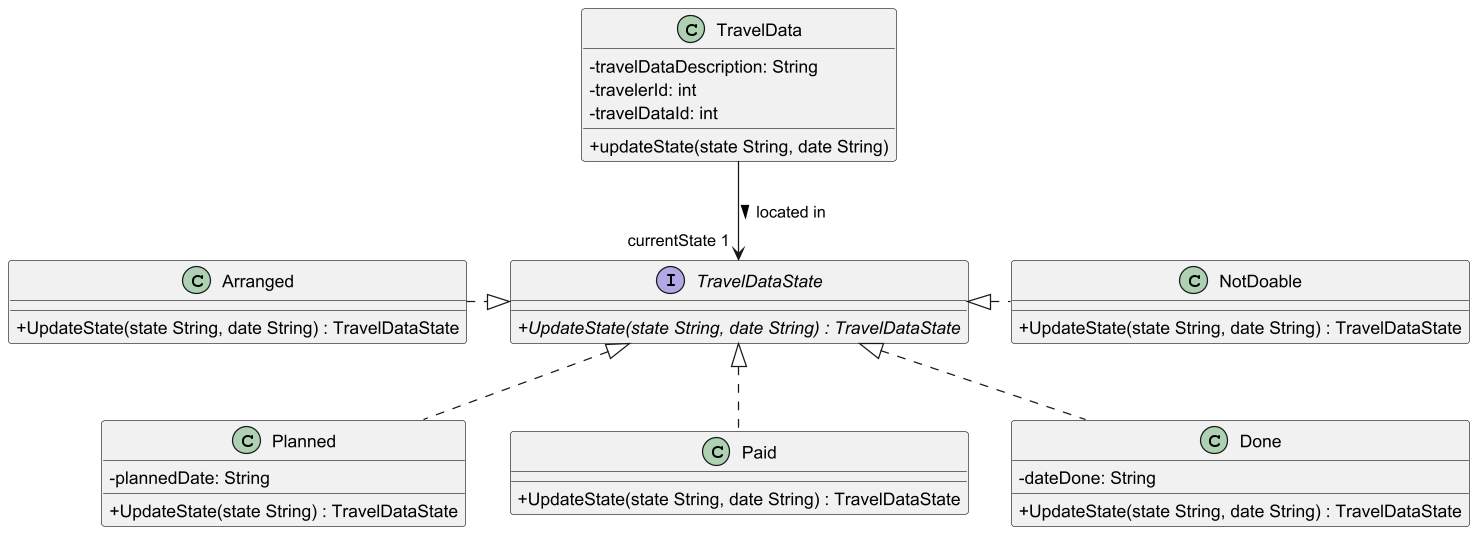 C TravelData
-travelDataDescription: String
-travelerId: int
-travelDataId: int
+updateState(state String, date String)
located in
currentState 1
C Arranged
+UpdateState(state String, date String) : TravelDataState
I TravelDataState
+UpdateState(state String, date String) : TravelDataState
C NotDoable
+UpdateState(state String, date String) : TravelDataState
C Planned
-plannedDate: String
+UpdateState(state String) : TravelDataState
C Paid
+UpdateState(state String, date String) : TravelDataState
C Done
-dateDone: String
+UpdateState(state String, date String) : TravelDataState